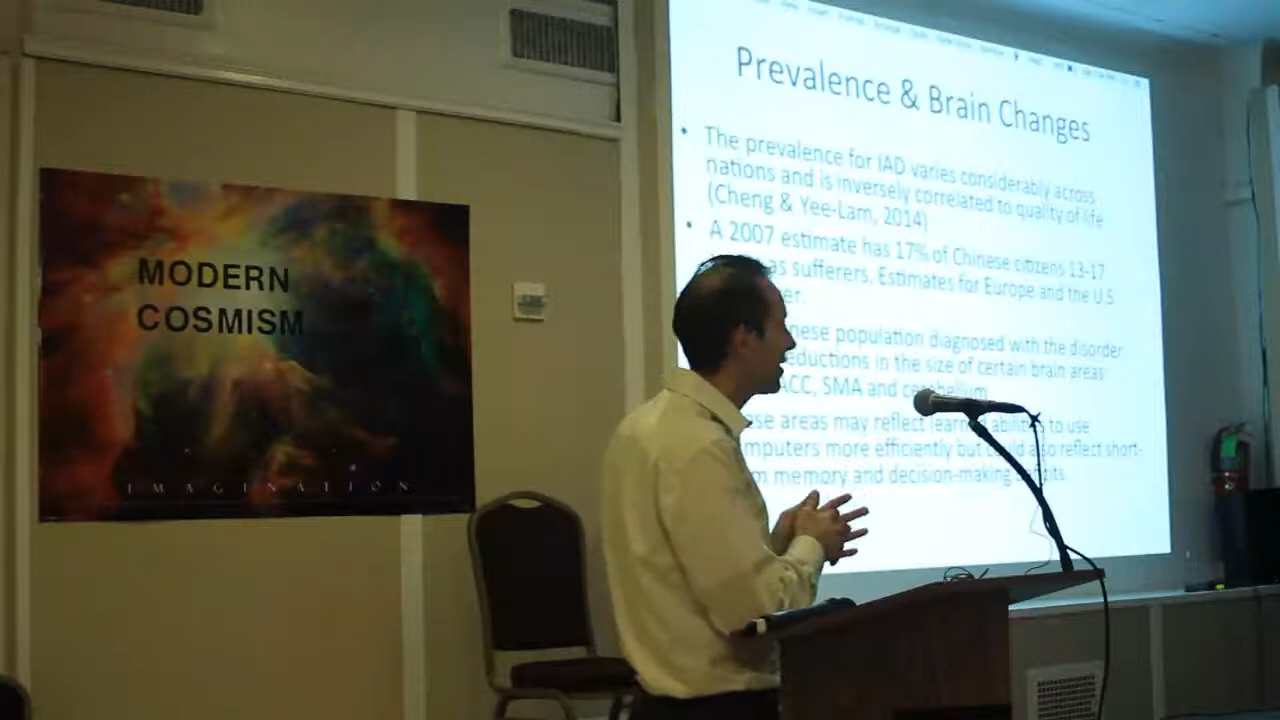 MODERN
COSMISM
IMAGINATION
Prevalence & Brain Changes
• The prevalence for IAD varies considerably across
nations and is inversely correlated to quality of life
(Cheng & Yee-Lam, 2014)
• A 2007 estimate has 17% of Chinese citizens 13-17
as sufferers, Estimates for Europe and the U.S.
er.
nese population diagnosed with the disorder
eductions in the size of certain brain areas:
ACC, SMA and cerebellum
se areas may reflect learned abilities to use
mputers more efficiently but could also reflect short-
m memory and decision-making deficits.